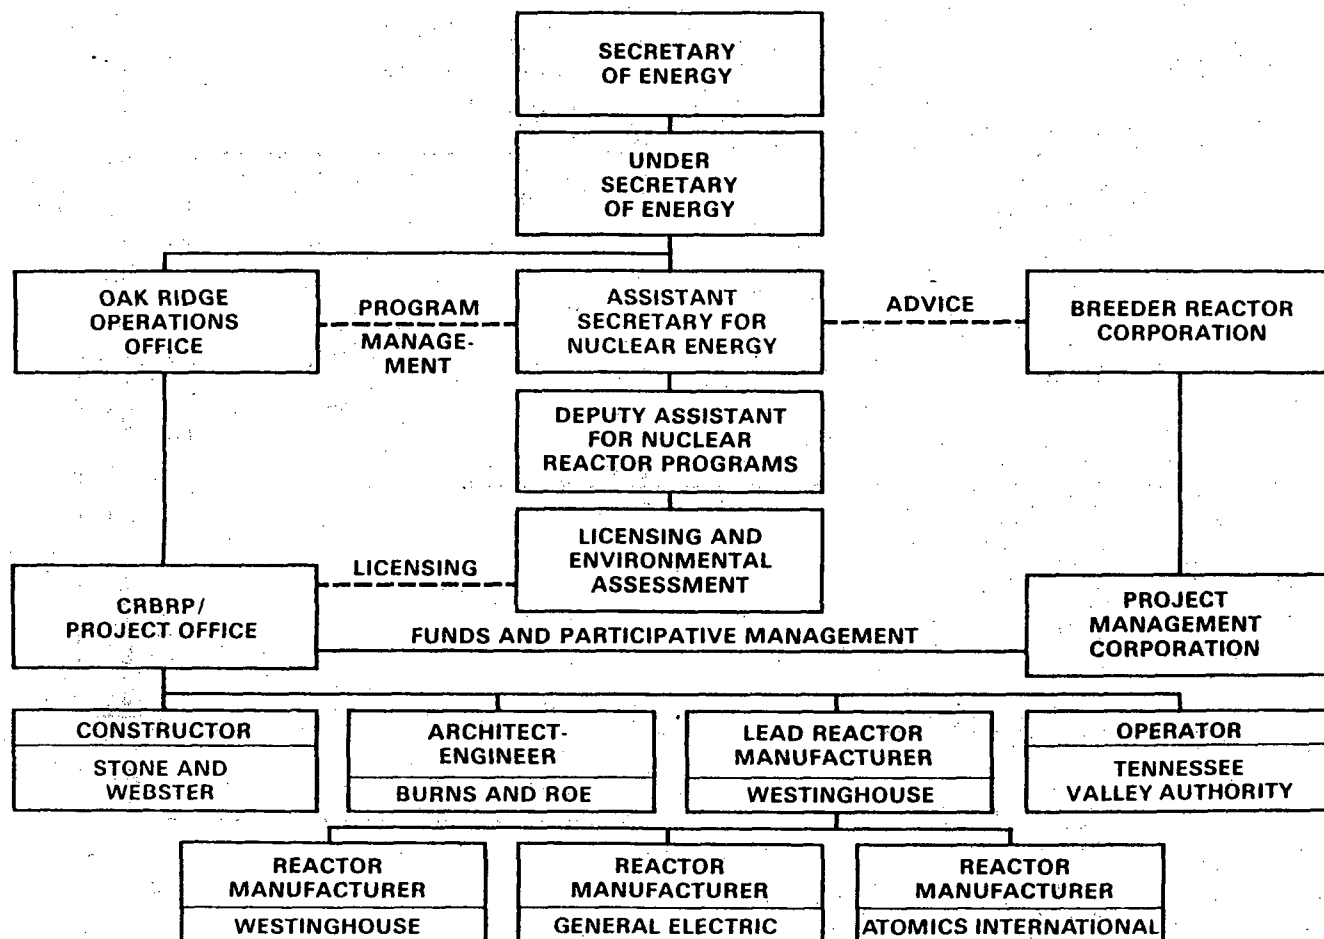 SECRETARY
OF ENERGY
UNDER
SECRETARY
OF ENERGY
OAK RIDGE
OPERATIONS
OFFICE
PROGRAM
MANAGE-
MENT
ASSISTANT
SECRETARY FOR
NUCLEAR ENERGY
ADVICE
BREEDER REACTOR
CORPORATION
DEPUTY ASSISTANT
FOR NUCLEAR
REACTOR PROGRAMS
LICENSING AND
ENVIRONMENTAL
ASSESSMENT
LICENSING
CRBRP/
PROJECT OFFICE
FUNDS AND PARTICIPATIVE MANAGEMENT
PROJECT
MANAGEMENT
CORPORATION
CONSTRUCTOR
STONE AND
WEBSTER
ARCHITECT-
ENGINEER
BURNS AND ROE
LEAD REACTOR
MANUFACTURER
WESTINGHOUSE
OPERATOR
TENNESSEE
VALLEY AUTHORITY
REACTOR
MANUFACTURER
WESTINGHOUSE
REACTOR
MANUFACTURER
GENERAL ELECTRIC
REACTOR
MANUFACTURER
ATOMICS INTERNATIONAL